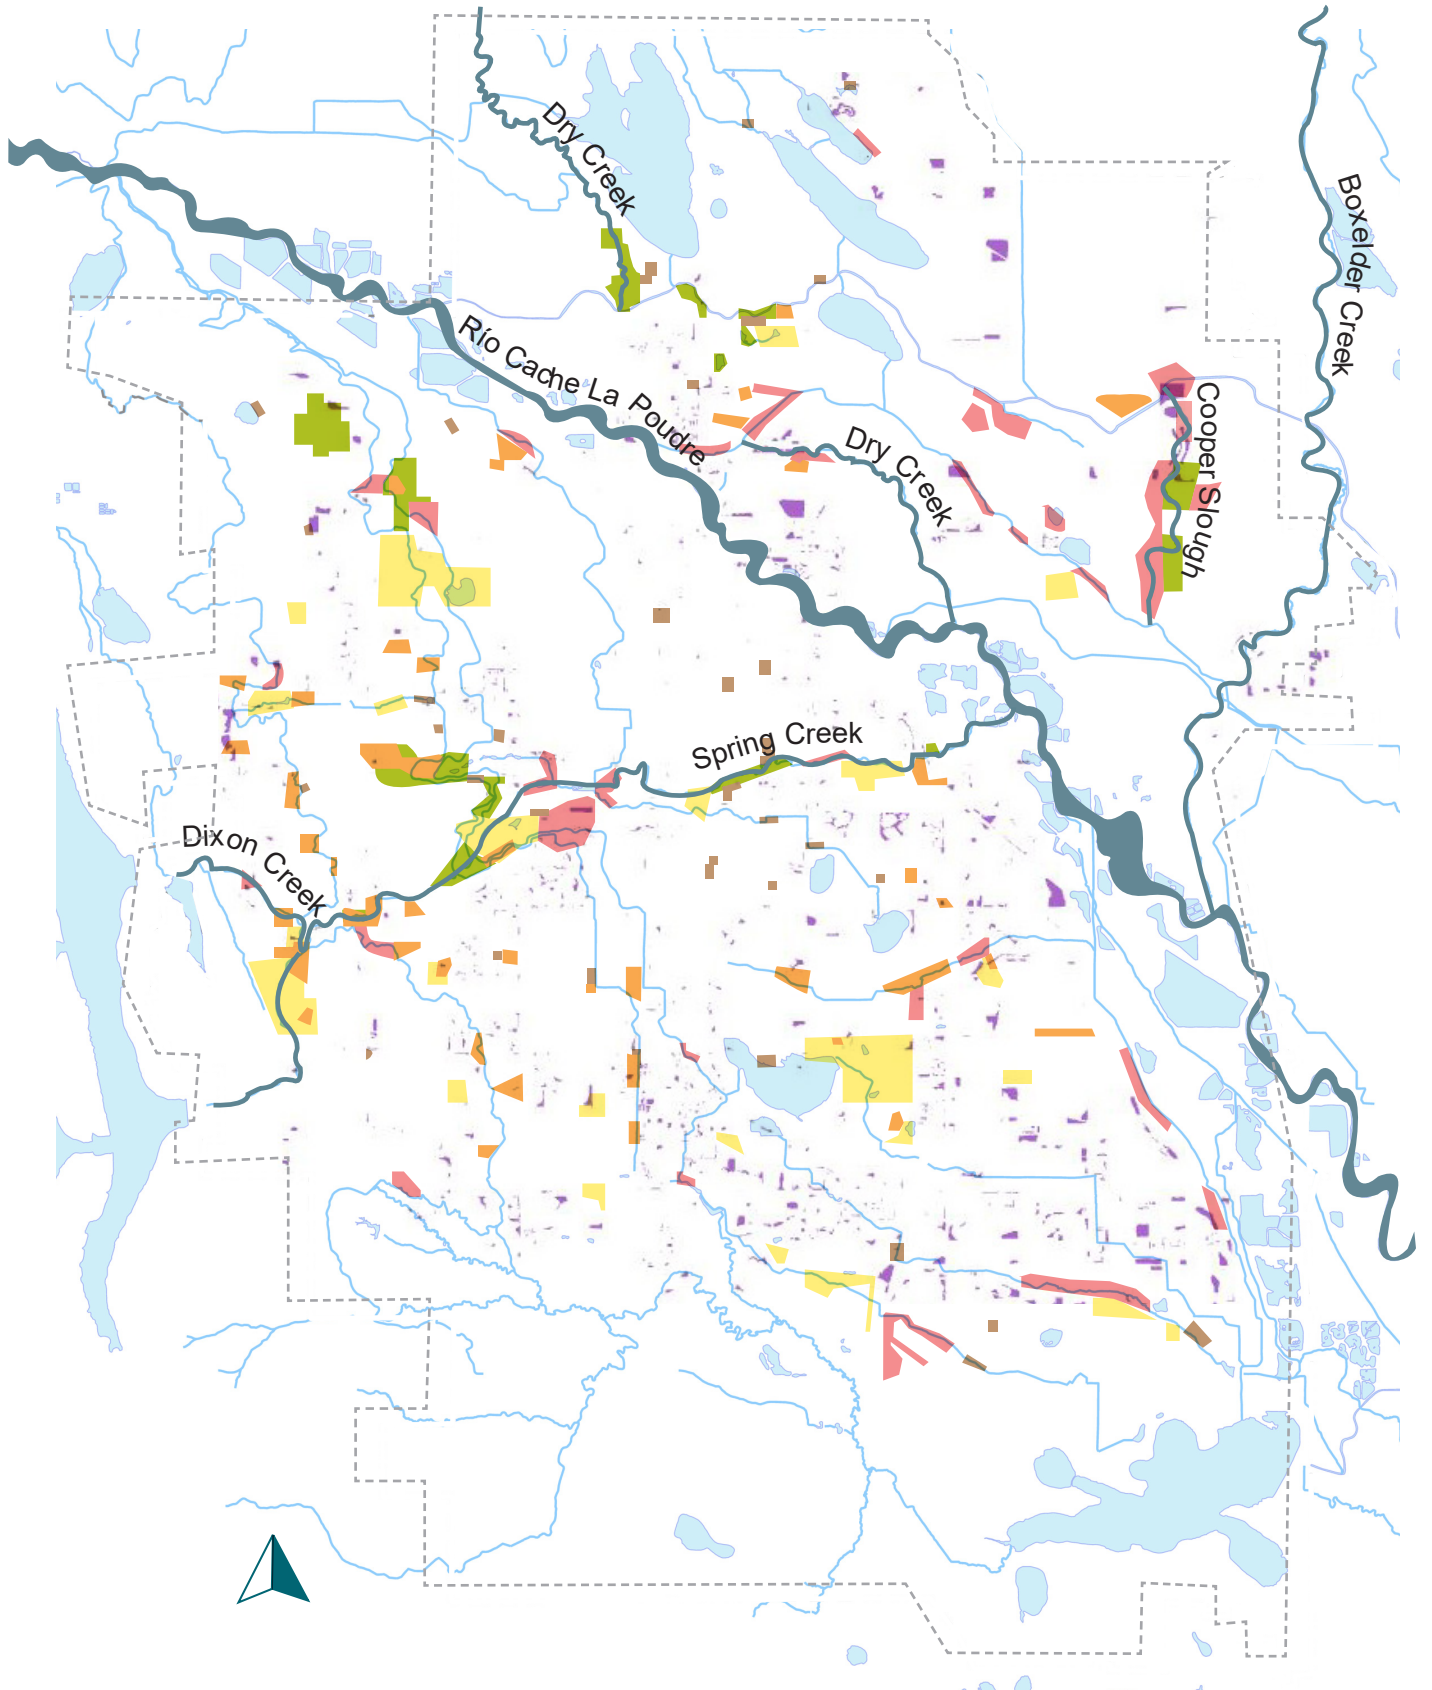 Dry Creek
Boxelder Creek
Río Cache La Poudre
Cooper Slough
Dry Creek
Spring Creek
Dixon Creek